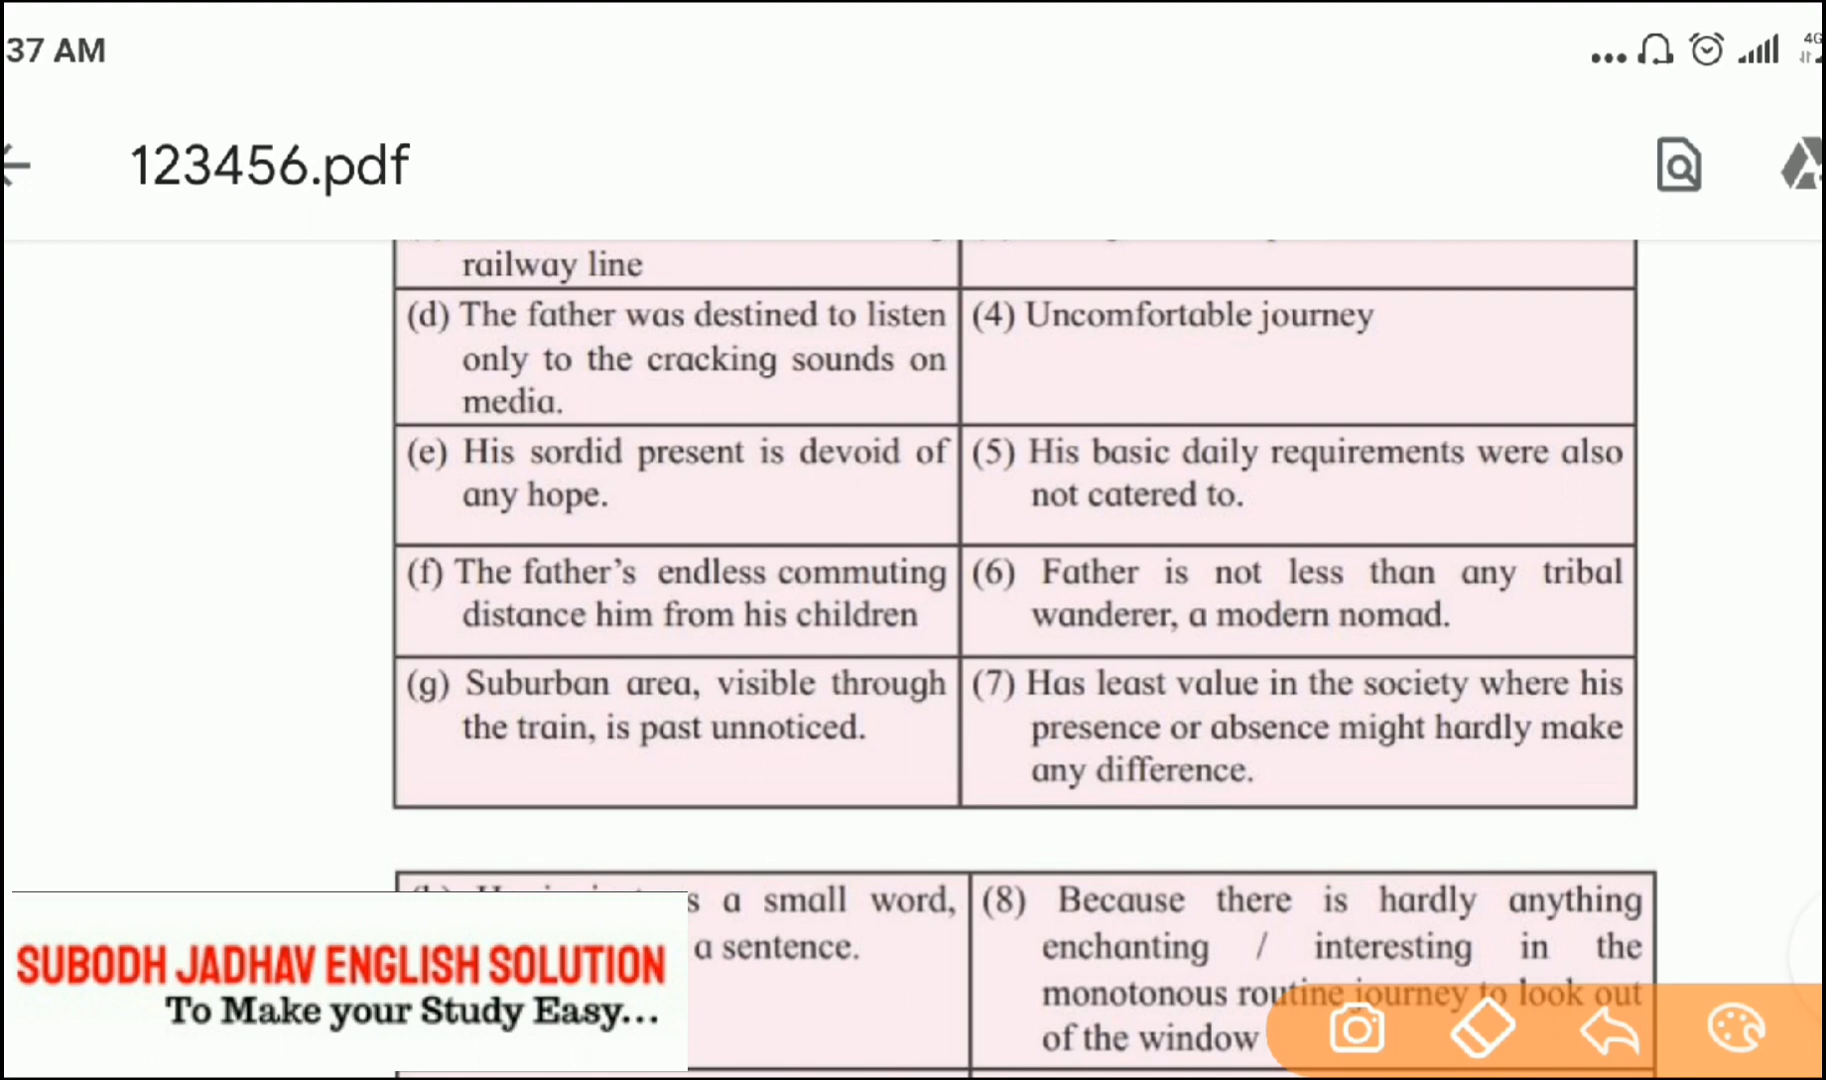 37 AM
4G
123456.pdf
railway line
(d) The father was destined to listen
only to the cracking sounds on
media.
(4) Uncomfortable journey
(e) His sordid present is devoid of
any hope.
(5) His basic daily requirements were also
not catered to.
(f) The father's endless commuting
distance him from his children
(6) Father is not less than any tribal
wanderer, a modern nomad.
(g) Suburban area, visible through
the train, is past unnoticed.
(7) Has least value in the society where his
presence or absence might hardly make
any difference.
a small word,
a sentence.
(8) Because there is hardly anything
enchanting / interesting in the
monotonous routine journey to look out
of the window
SUBODH JADHAV ENGLISH SOLUTION
To Make your Study Easy...